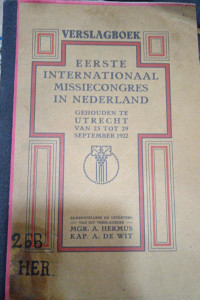 VERSLAGBOEK
EERSTE
INTERNATIONAAL
MISSIECONGRES
IN NEDERLAND
GEHOUDEN TE
UTRECHT
VAN 25 TOT 29
SEPTEMBER 1922
MGR. A. HERMUS
KAP. A. DE WIT
266
HER.